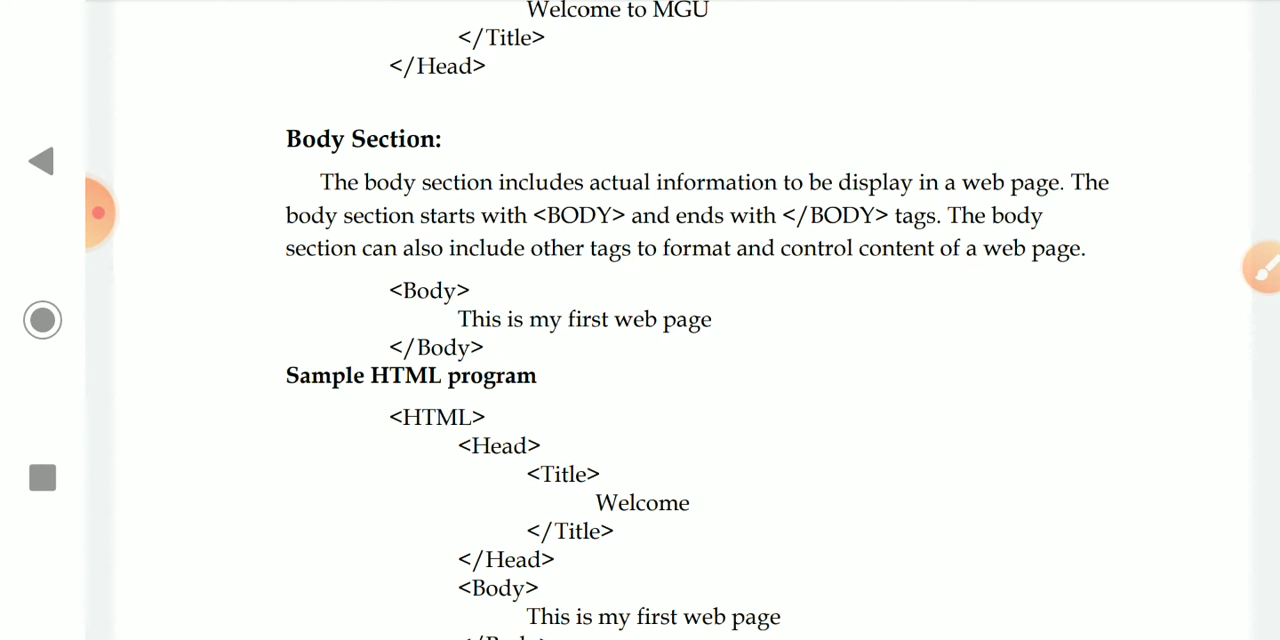 Welcome to MGU
</Title>
</Head>
Body Section:
The body section includes actual information to be display in a web page. The
body section starts with <BODY> and ends with </BODY> tags. The body
section can also include other tags to format and control content of a web page.
<Body>
This is my first web page
</Body>
Sample HTML program
<HTML>
<Head>
<Title>
Welcome
</Title>
</Head>
<Body>
This is my first web page